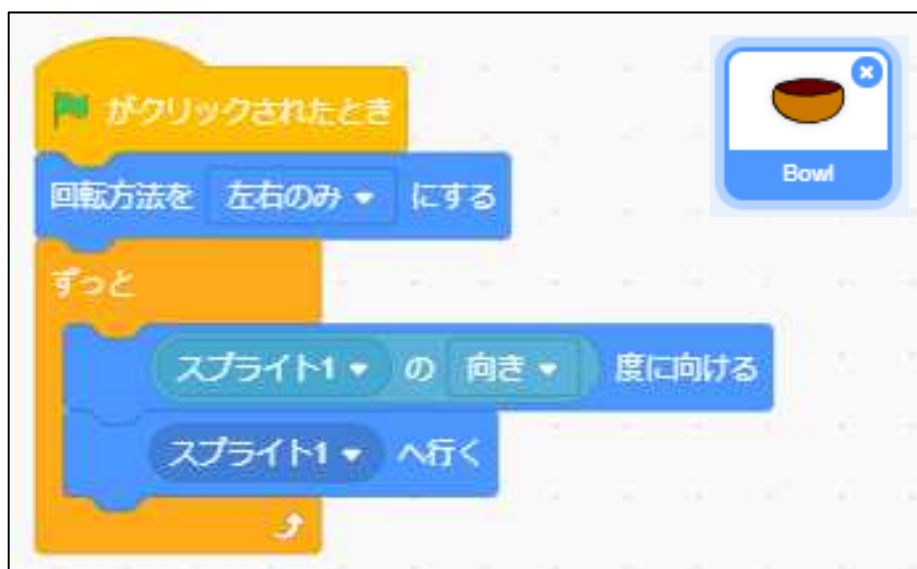 がクリックされたとき
回転方法を 左右のみ にする
ずっと
スプライト1 の 向き 度に向ける
スプライト1 へ行く
Bowl